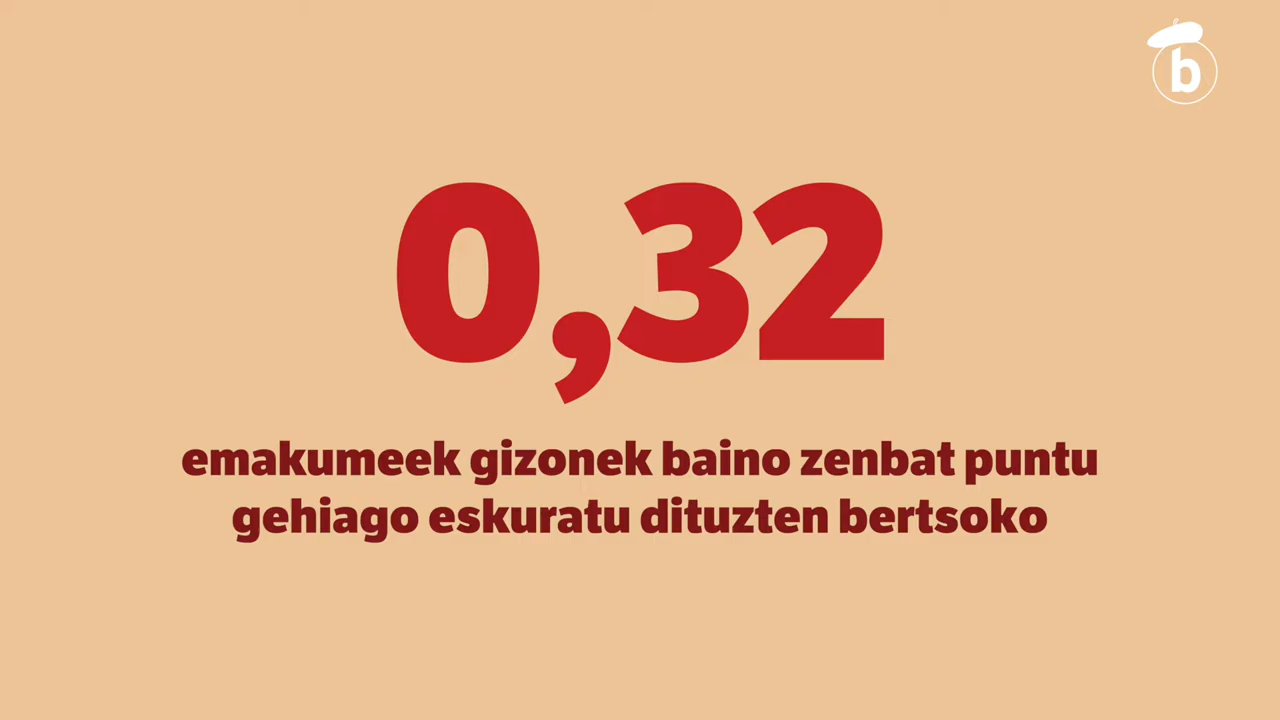 b
0,32
emakumeek gizonek baino zenbat puntu
gehiago eskuratu dituzten bertsoko